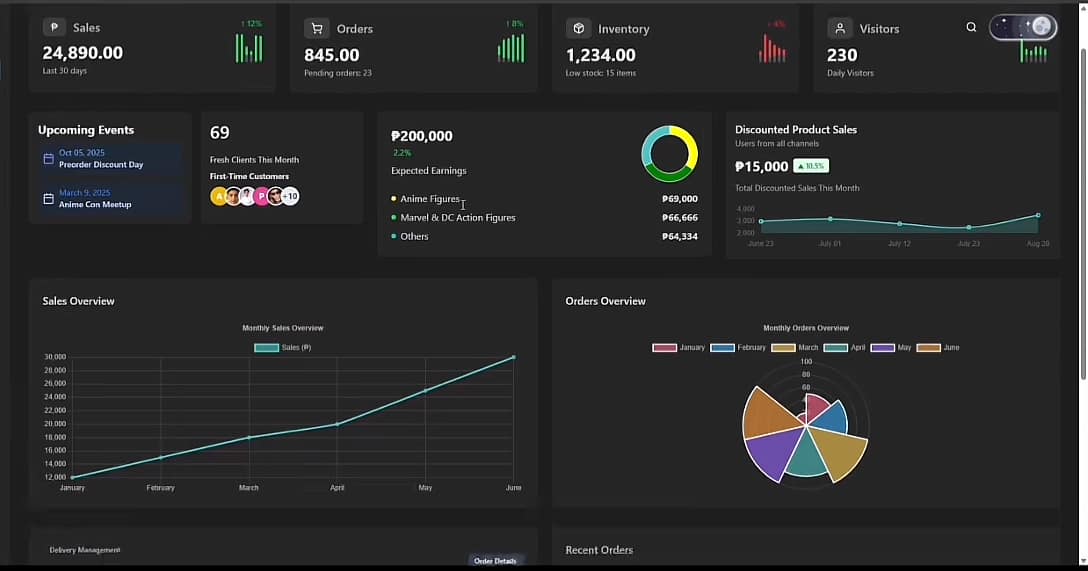 Sales
↑ 12%
24,890.00
Last 30 days
Orders
↑ 8%
845.00
Pending orders: 23
Inventory
↓ 4%
1,234.00
Low stock: 15 items
Visitors
230
Daily Visitors
Upcoming Events
Oct 05, 2025
Preorder Discount Day
March 9, 2025
Anime Con Meetup
69
Fresh Clients This Month
First-Time Customers
A
P
+10
₱200,000
2.2%
Expected Earnings
Anime Figures
₱69,000
Marvel & DC Action Figures
₱66,666
Others
₱64,334
Discounted Product Sales
Users from all channels
₱15,000
▲ 10.5%
Total Discounted Sales This Month
4,000
3,000
2,000
June 23
July 01
July 12
July 23
Aug 20
Sales Overview
Monthly Sales Overview
Sales (₱)
30,000
28,000
26,000
24,000
22,000
20,000
18,000
16,000
14,000
12,000
January
February
March
April
May
June
Orders Overview
Monthly Orders Overview
January
February
March
April
May
June
100
80
60
Delivery Management
Order Details
Recent Orders